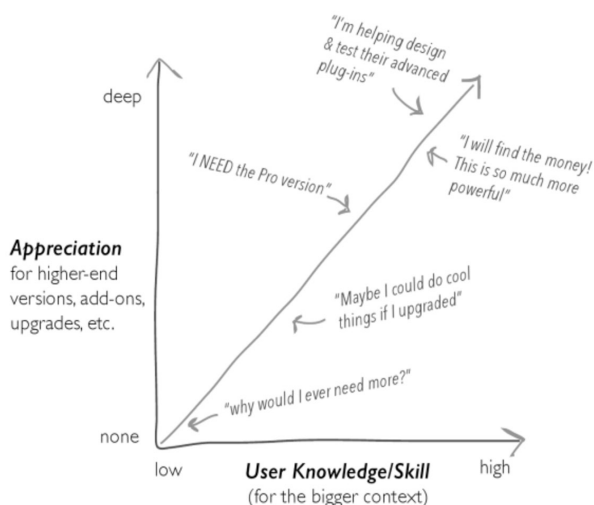 "I'm helping design
& test their advanced
plug-ins"
deep
"I will find the money!
This is so much more
powerful"
"I NEED the Pro version"
Appreciation
for higher-end
versions, add-ons,
upgrades, etc.
"Maybe I could do cool
things if I upgraded"
"why would I ever need more?"
none
low
User Knowledge/Skill
(for the bigger context)
high